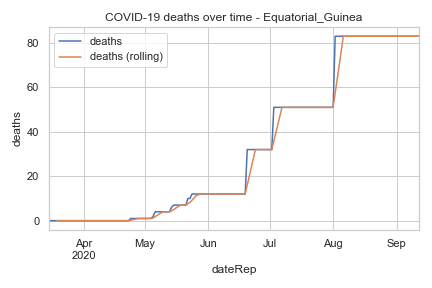 COVID-19 deaths over time - Equatorial_Guinea
deaths
deaths (rolling)
80
60
40
20
0
deaths
Apr
2020
May
Jun
Jul
Aug
Sep
dateRep